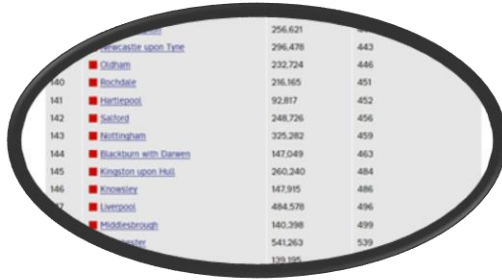 256,621
Newcastle upon Tyne 296,478 443
Oldham 232,724 446
140 Rochdale 216,165 451
141 Hartlepool 92,817 452
142 Salford 248,726 456
143 Nottingham 325,282 459
144 Blackburn with Darwen 147,049 463
145 Kingston upon Hull 260,240 484
146 Knowsley 147,915 486
Liverpool 484,578 496
Middlesbrough 140,398 499
541,263 539
139,195